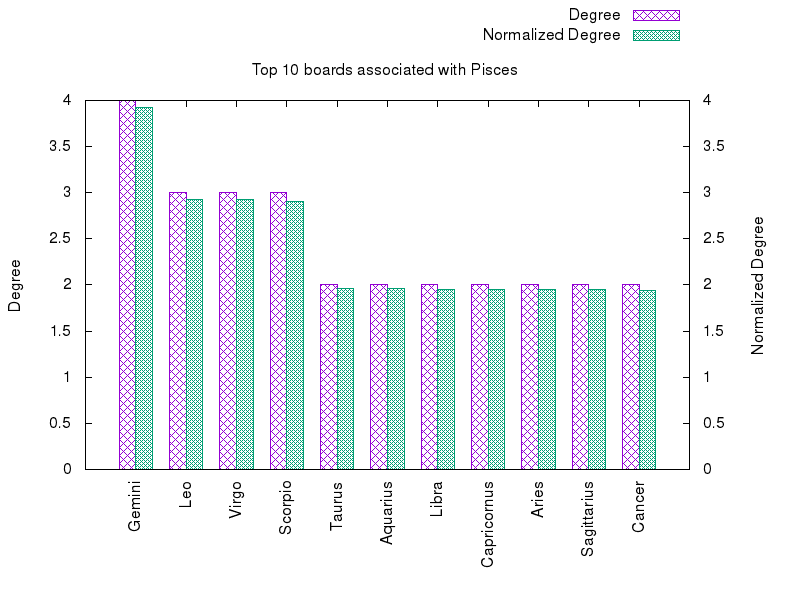 Degree
Normalized Degree
Top 10 boards associated with Pisces
4
3.5
3
2.5
2
1.5
1
0.5
0
4
3.5
3
2.5
2
1.5
1
0.5
0
Degree
Normalized Degree
Gemini
Leo
Virgo
Scorpio
Taurus
Aquarius
Libra
Capricornus
Aries
Sagittarius
Cancer